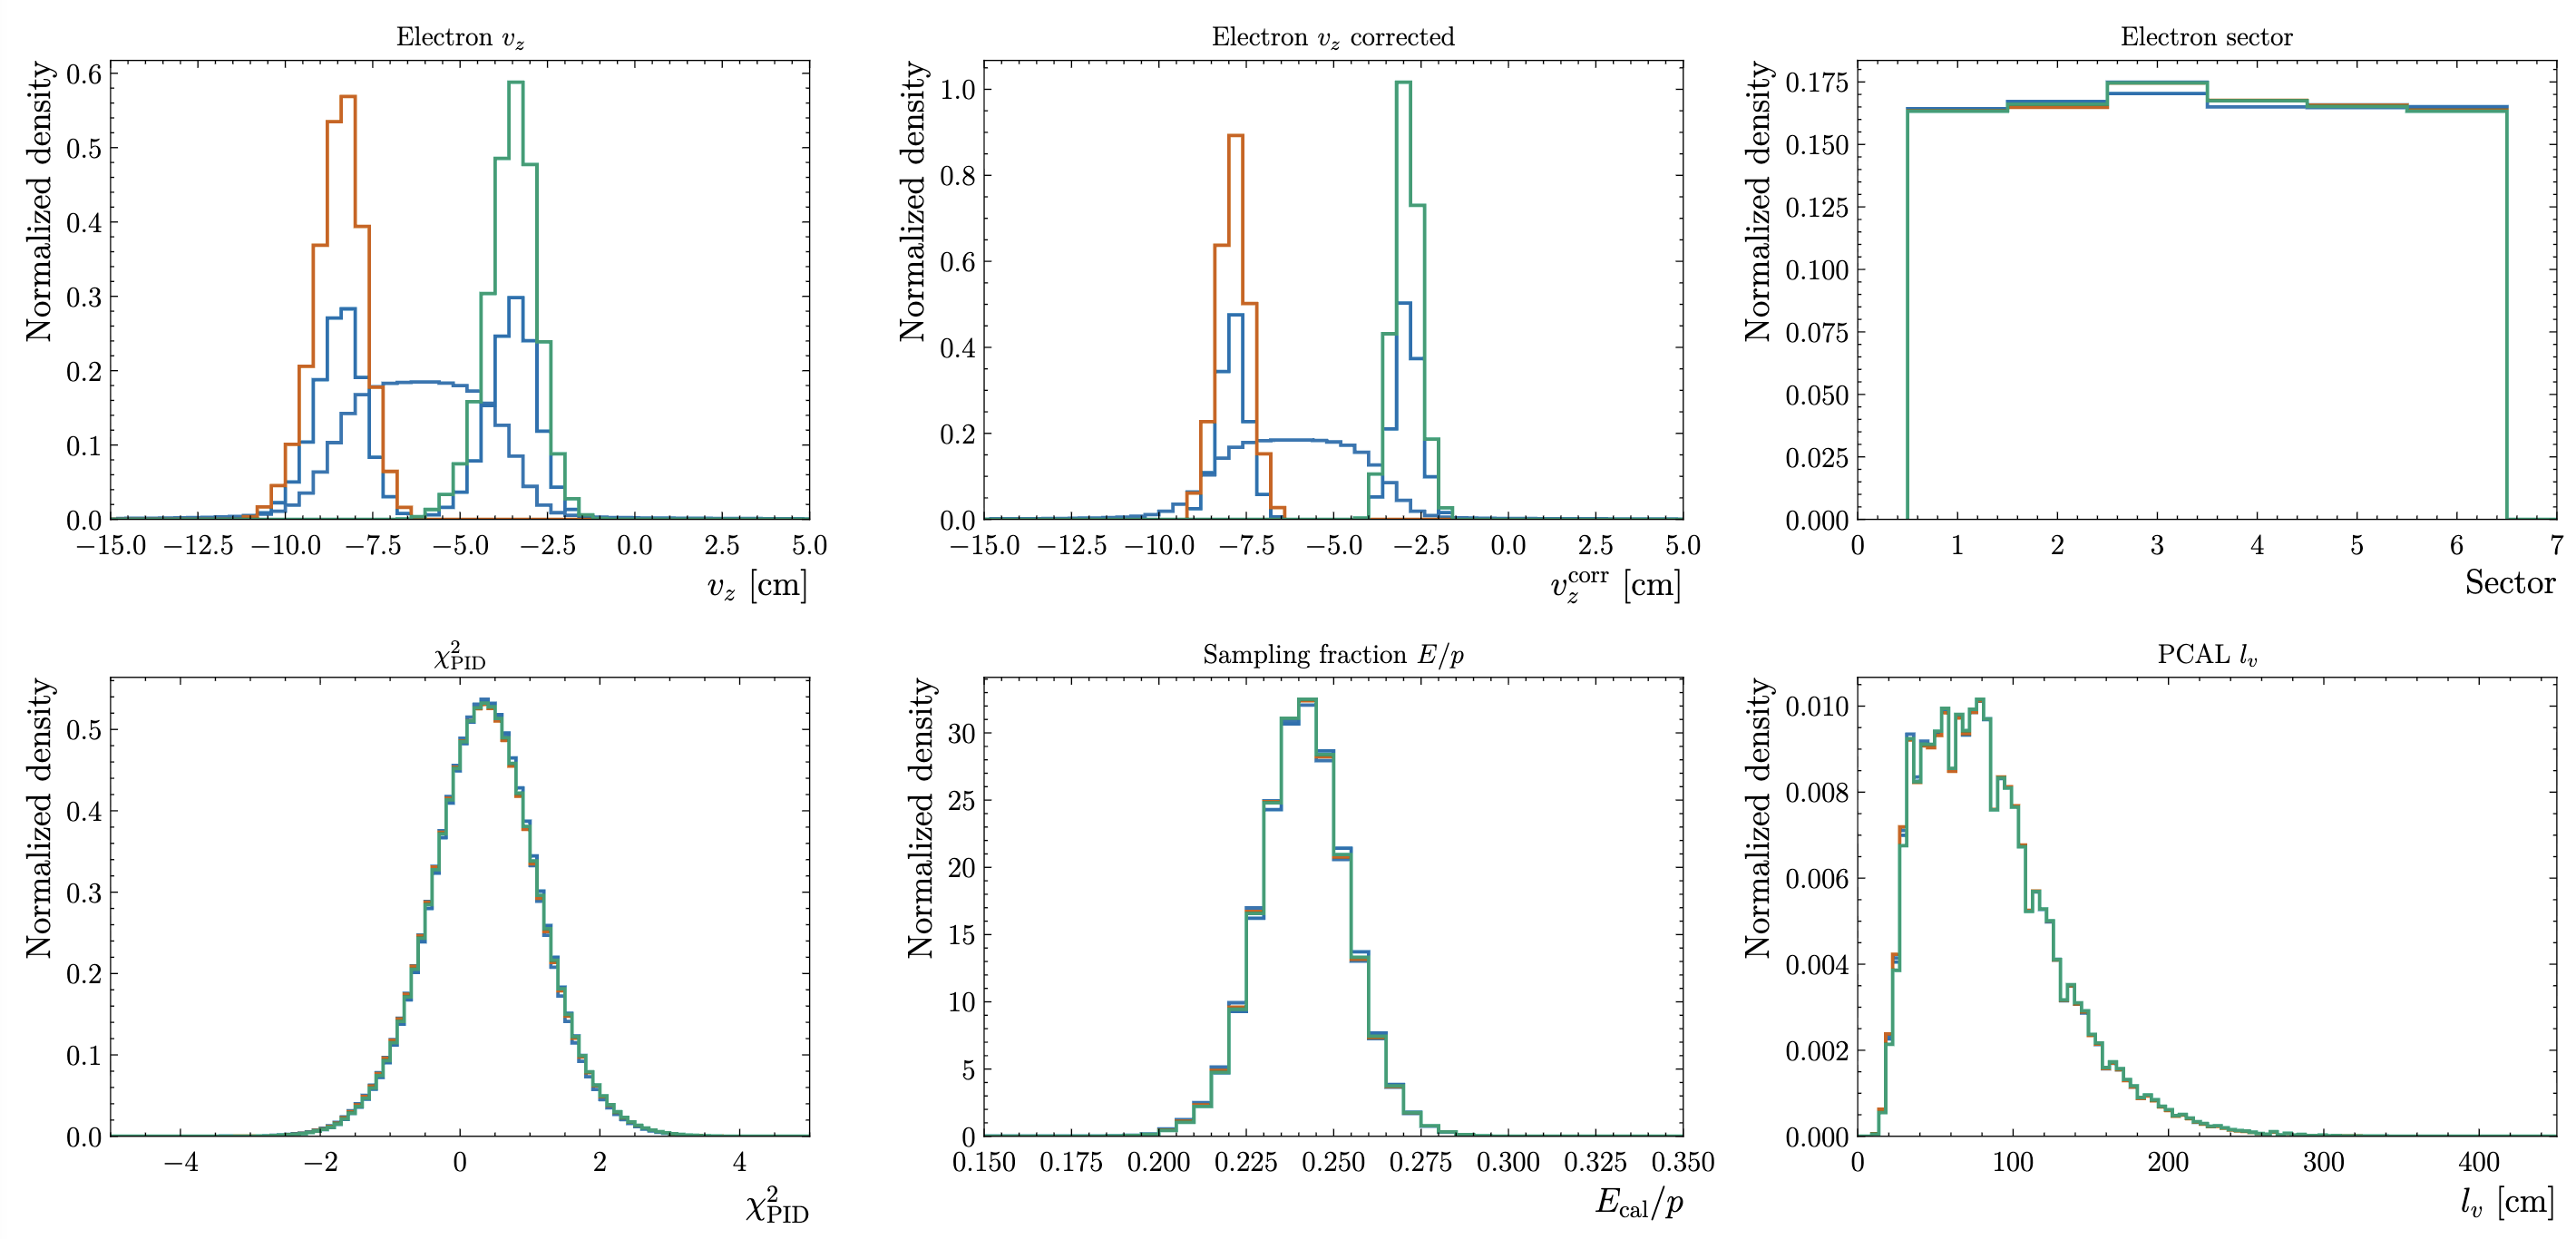 Electron v_z
Normalized density
0.6
0.5
0.4
0.3
0.2
0.1
0.0
−15.0 −12.5 −10.0 −7.5 −5.0 −2.5 0.0 2.5 5.0
v_z [cm]
Electron v_z corrected
Normalized density
1.0
0.8
0.6
0.4
0.2
0.0
−15.0 −12.5 −10.0 −7.5 −5.0 −2.5 0.0 2.5 5.0
v_z^corr [cm]
Electron sector
Normalized density
0.175
0.150
0.125
0.100
0.075
0.050
0.025
0.000
0 1 2 3 4 5 6 7
Sector
χ²_PID
Normalized density
0.5
0.4
0.3
0.2
0.1
0.0
−4 −2 0 2 4
χ²_PID
Sampling fraction E/p
Normalized density
30
25
20
15
10
5
0
0.150 0.175 0.200 0.225 0.250 0.275 0.300 0.325 0.350
E_cal/p
PCAL l_v
Normalized density
0.010
0.008
0.006
0.004
0.002
0.000
0 100 200 300 400
l_v [cm]